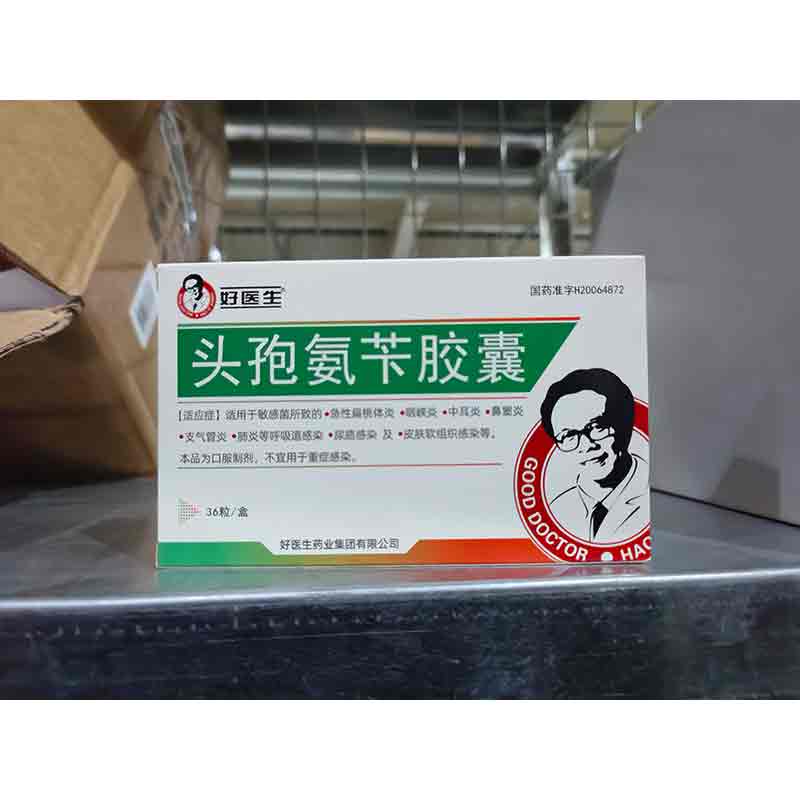 好医生®
国药准字H20064872
头孢氨苄胶囊
【适应症】适用于敏感菌所致的•急性扁桃体炎•咽峡炎•中耳炎•鼻窦炎
•支气管炎•肺炎等呼吸道感染•尿路感染 及 •皮肤软组织感染等。
本品为口服制剂，不宜用于重症感染。
36粒/盒
好医生药业集团有限公司
GOOD DOCTOR • HAO